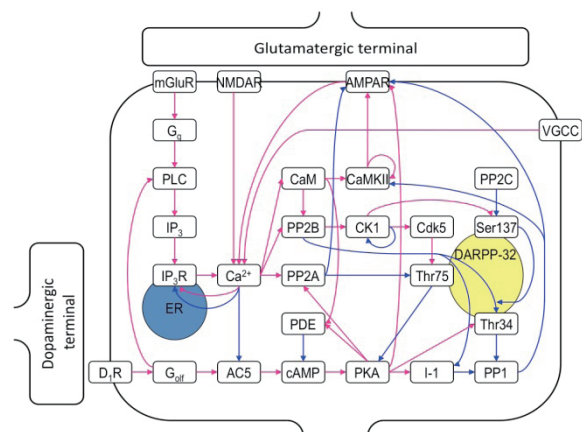 Glutamatergic terminal
mGluR
NMDAR
AMPAR
VGCC
Gq
PLC
CaM
CaMKII
PP2C
IP3
PP2B
CK1
Cdk5
Ser137
DARPP-32
IP3R
Ca2+
PP2A
Thr75
ER
PDE
Thr34
Dopaminergic
terminal
D1R
Golf
AC5
cAMP
PKA
I-1
PP1